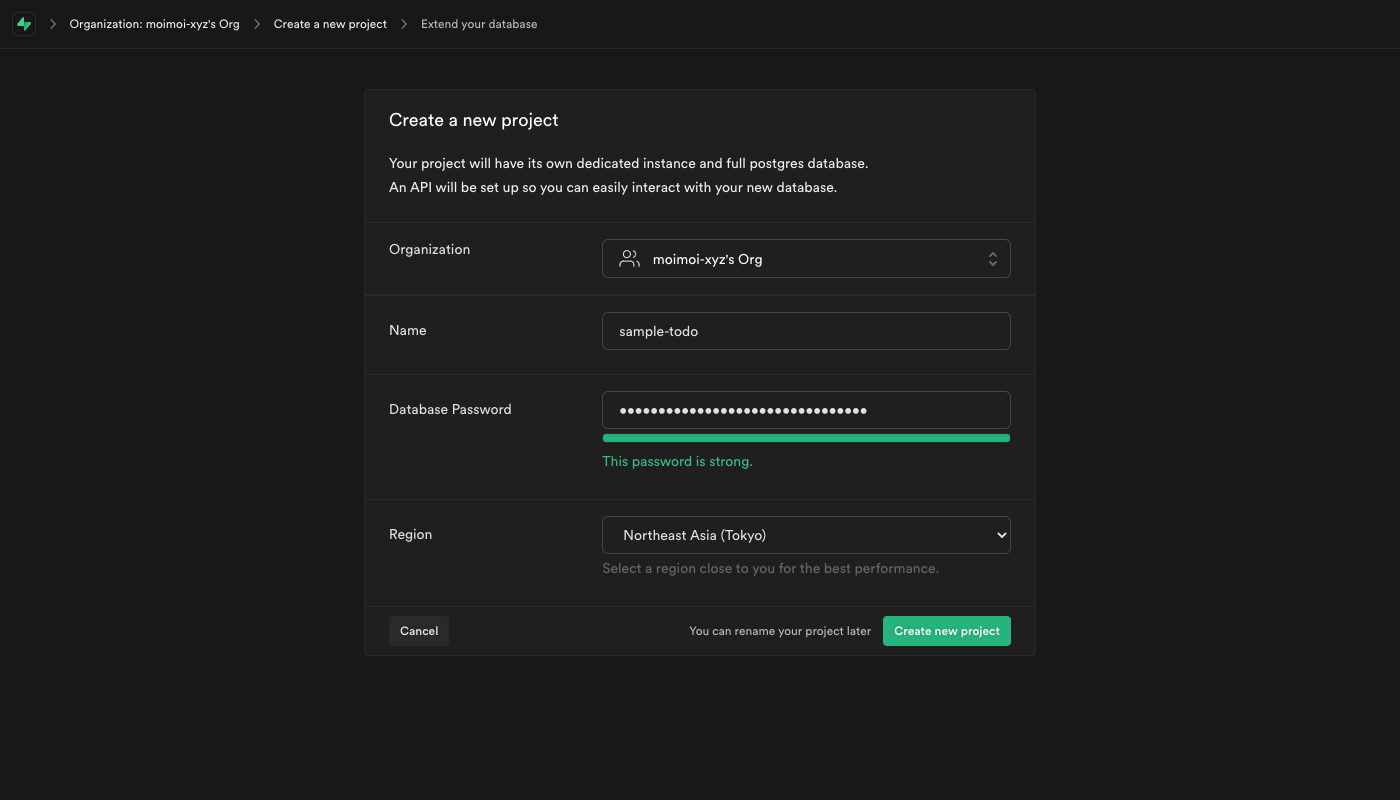 Organization: moimoi-xyz's Org
Create a new project
Extend your database
Create a new project
Your project will have its own dedicated instance and full postgres database.
An API will be set up so you can easily interact with your new database.
Organization
moimoi-xyz's Org
Name
sample-todo
Database Password
••••••••••••••••••••••••••••••••
This password is strong.
Region
Northeast Asia (Tokyo)
Select a region close to you for the best performance.
Cancel
You can rename your project later
Create new project